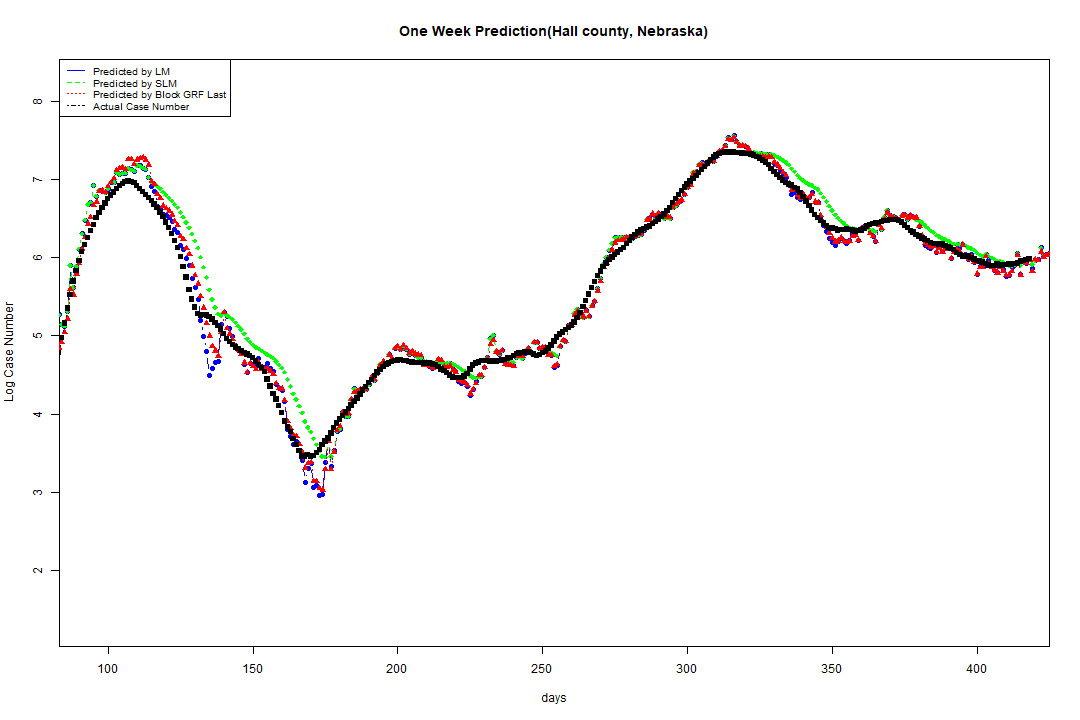 One Week Prediction(Hall county, Nebraska)
Predicted by LM
Predicted by SLM
Predicted by Block GRF Last
Actual Case Number
Log Case Number
8
7
6
5
4
3
2
100 150 200 250 300 350 400
days